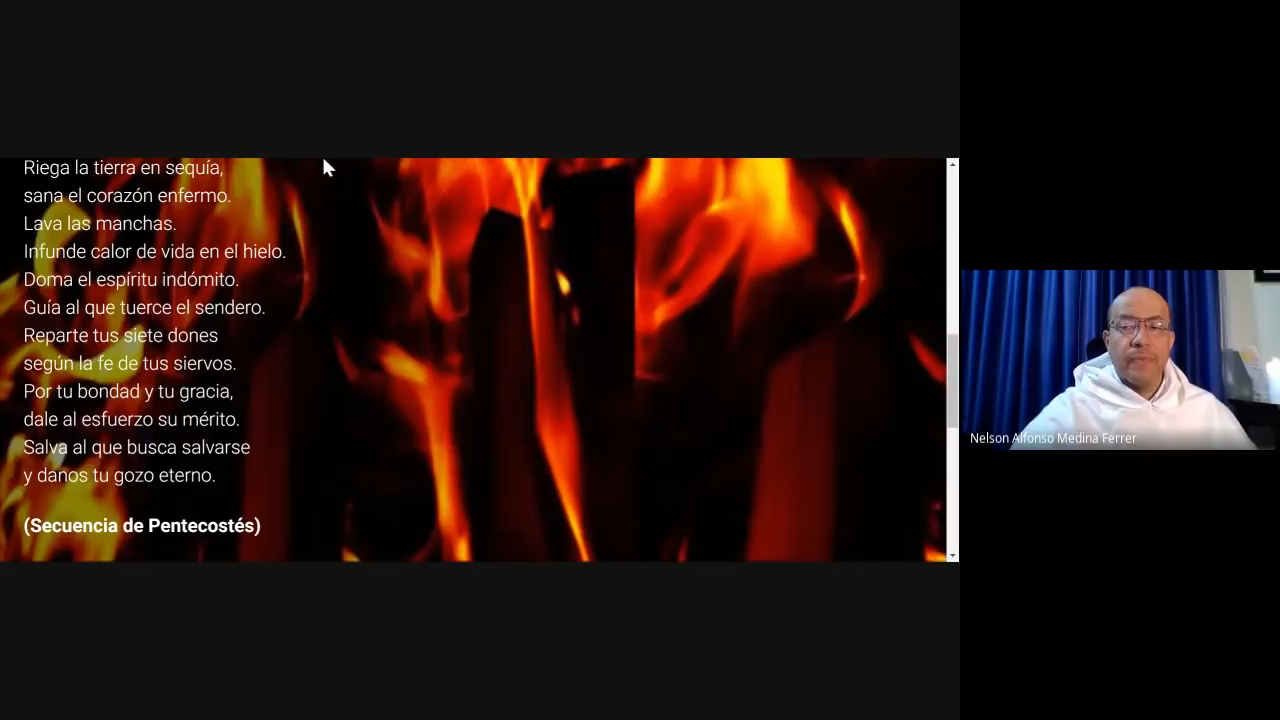 Riega la tierra en sequía,
sana el corazón enfermo.
Lava las manchas.
Infunde calor de vida en el hielo.
Doma el espíritu indómito.
Guía al que tuerce el sendero.
Reparte tus siete dones
según la fe de tus siervos.
Por tu bondad y tu gracia,
dale al esfuerzo su mérito.
Salva al que busca salvarse
y danos tu gozo eterno.
(Secuencia de Pentecostés)
Nelson Alfonso Medina Ferrer